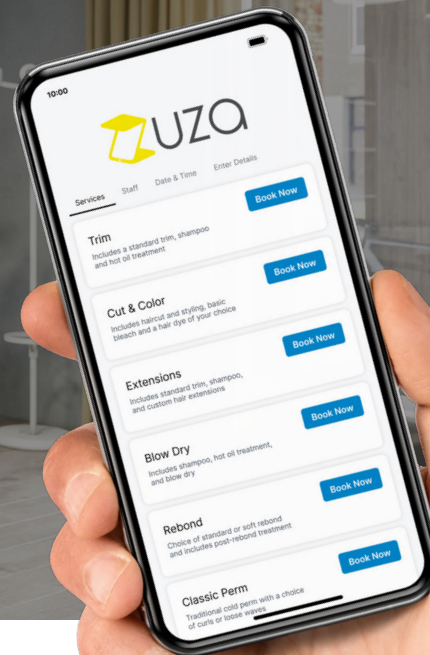 10:00
ZUZA
Services Staff Date & Time Enter Details
Trim
Includes a standard trim, shampoo
and hot oil treatment
Book Now
Cut & Color
Includes haircut and styling, basic
bleach and a hair dye of your choice
Book Now
Extensions
Includes standard trim, shampoo,
and custom hair extensions
Book Now
Blow Dry
Includes shampoo, hot oil treatment,
and blow dry
Book Now
Rebond
Choice of standard or soft rebond
and includes post-rebond treatment
Book Now
Classic Perm
Traditional cold perm with a choice
of curls or loose waves
Book Now